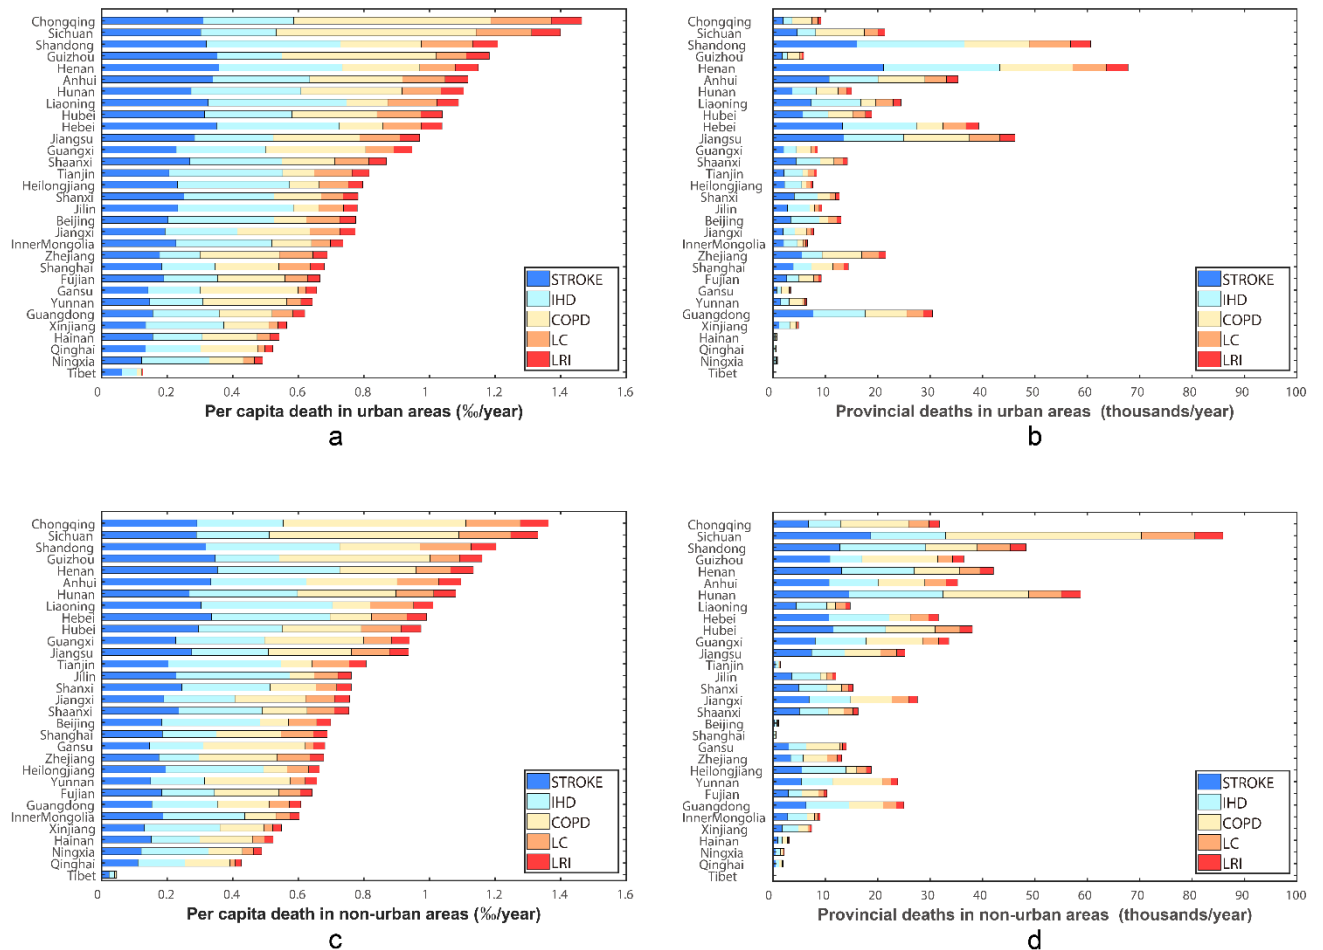 Chongqing
Sichuan
Shandong
Guizhou
Henan
Anhui
Hunan
Liaoning
Hubei
Hebei
Jiangsu
Guangxi
Shaanxi
Tianjin
Heilongjiang
Shanxi
Jilin
Beijing
Jiangxi
InnerMongolia
Zhejiang
Shanghai
Fujian
Gansu
Yunnan
Guangdong
Xinjiang
Hainan
Qinghai
Ningxia
Tibet
STROKE
IHD
COPD
LC
LRI
0 0.2 0.4 0.6 0.8 1 1.2 1.4 1.6
Per capita death in urban areas (‰/year)
a
Chongqing
Sichuan
Shandong
Guizhou
Henan
Anhui
Hunan
Liaoning
Hubei
Hebei
Jiangsu
Guangxi
Shaanxi
Tianjin
Heilongjiang
Shanxi
Jilin
Beijing
Jiangxi
InnerMongolia
Zhejiang
Shanghai
Fujian
Gansu
Yunnan
Guangdong
Xinjiang
Hainan
Qinghai
Ningxia
Tibet
STROKE
IHD
COPD
LC
LRI
0 10 20 30 40 50 60 70 80 90 100
Provincial deaths in urban areas (thousands/year)
b
Chongqing
Sichuan
Shandong
Guizhou
Henan
Anhui
Hunan
Liaoning
Hebei
Hubei
Guangxi
Jiangsu
Tianjin
Jilin
Shanxi
Jiangxi
Shaanxi
Beijing
Shanghai
Gansu
Zhejiang
Heilongjiang
Yunnan
Fujian
Guangdong
InnerMongolia
Xinjiang
Hainan
Ningxia
Qinghai
Tibet
STROKE
IHD
COPD
LC
LRI
0 0.2 0.4 0.6 0.8 1 1.2 1.4 1.6
Per capita death in non-urban areas (‰/year)
c
Chongqing
Sichuan
Shandong
Guizhou
Henan
Anhui
Hunan
Liaoning
Hebei
Hubei
Guangxi
Jiangsu
Tianjin
Jilin
Shanxi
Jiangxi
Shaanxi
Beijing
Shanghai
Gansu
Zhejiang
Heilongjiang
Yunnan
Fujian
Guangdong
InnerMongolia
Xinjiang
Hainan
Ningxia
Qinghai
Tibet
STROKE
IHD
COPD
LC
LRI
0 10 20 30 40 50 60 70 80 90 100
Provincial deaths in non-urban areas (thousands/year)
d